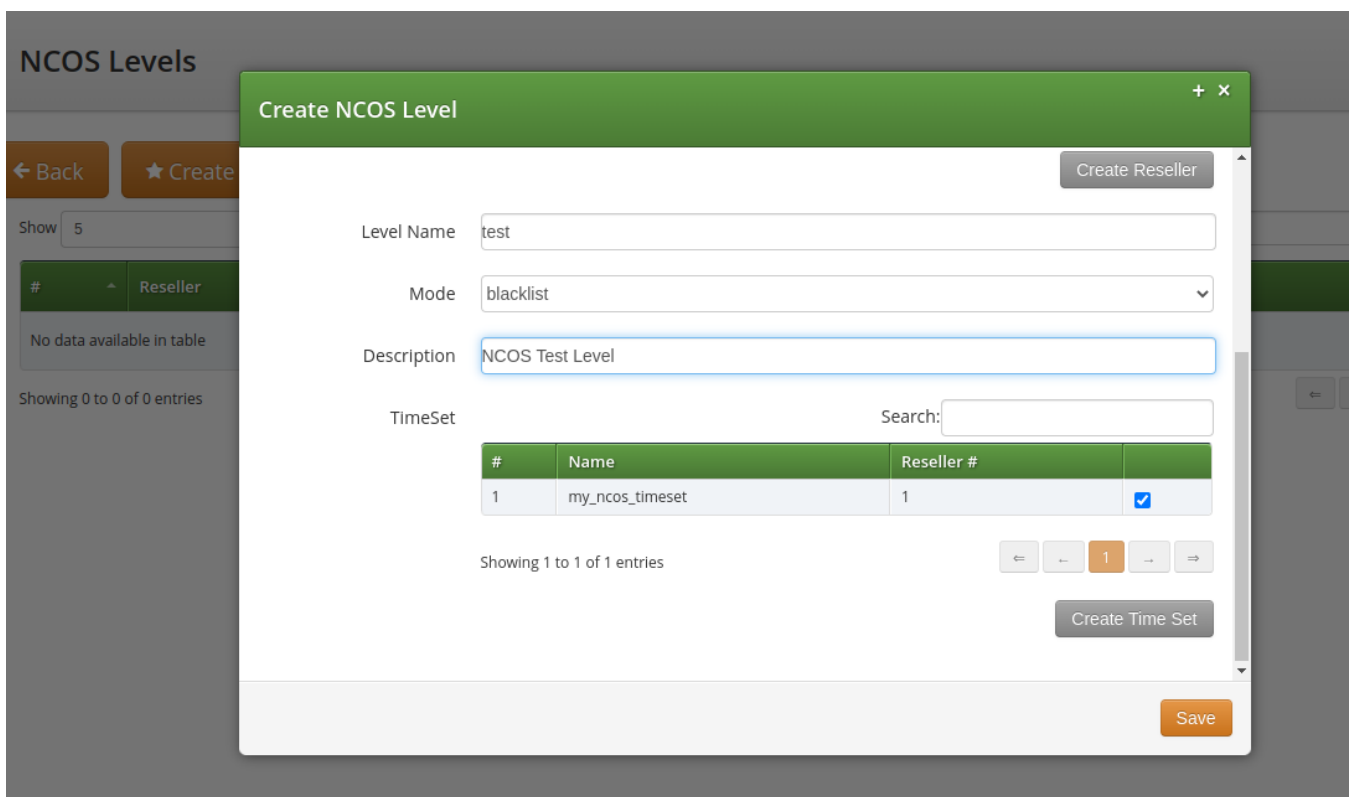 NCOS Levels
Create NCOS Level
+ ×
← Back
★ Create
Create Reseller
Show 5
Level Name test
# Reseller
Mode blacklist
No data available in table
Description NCOS Test Level
Showing 0 to 0 of 0 entries
⇐
TimeSet Search:
# Name Reseller #
1 my_ncos_timeset 1
Showing 1 to 1 of 1 entries
⇐ ← 1 → ⇒
Create Time Set
Save